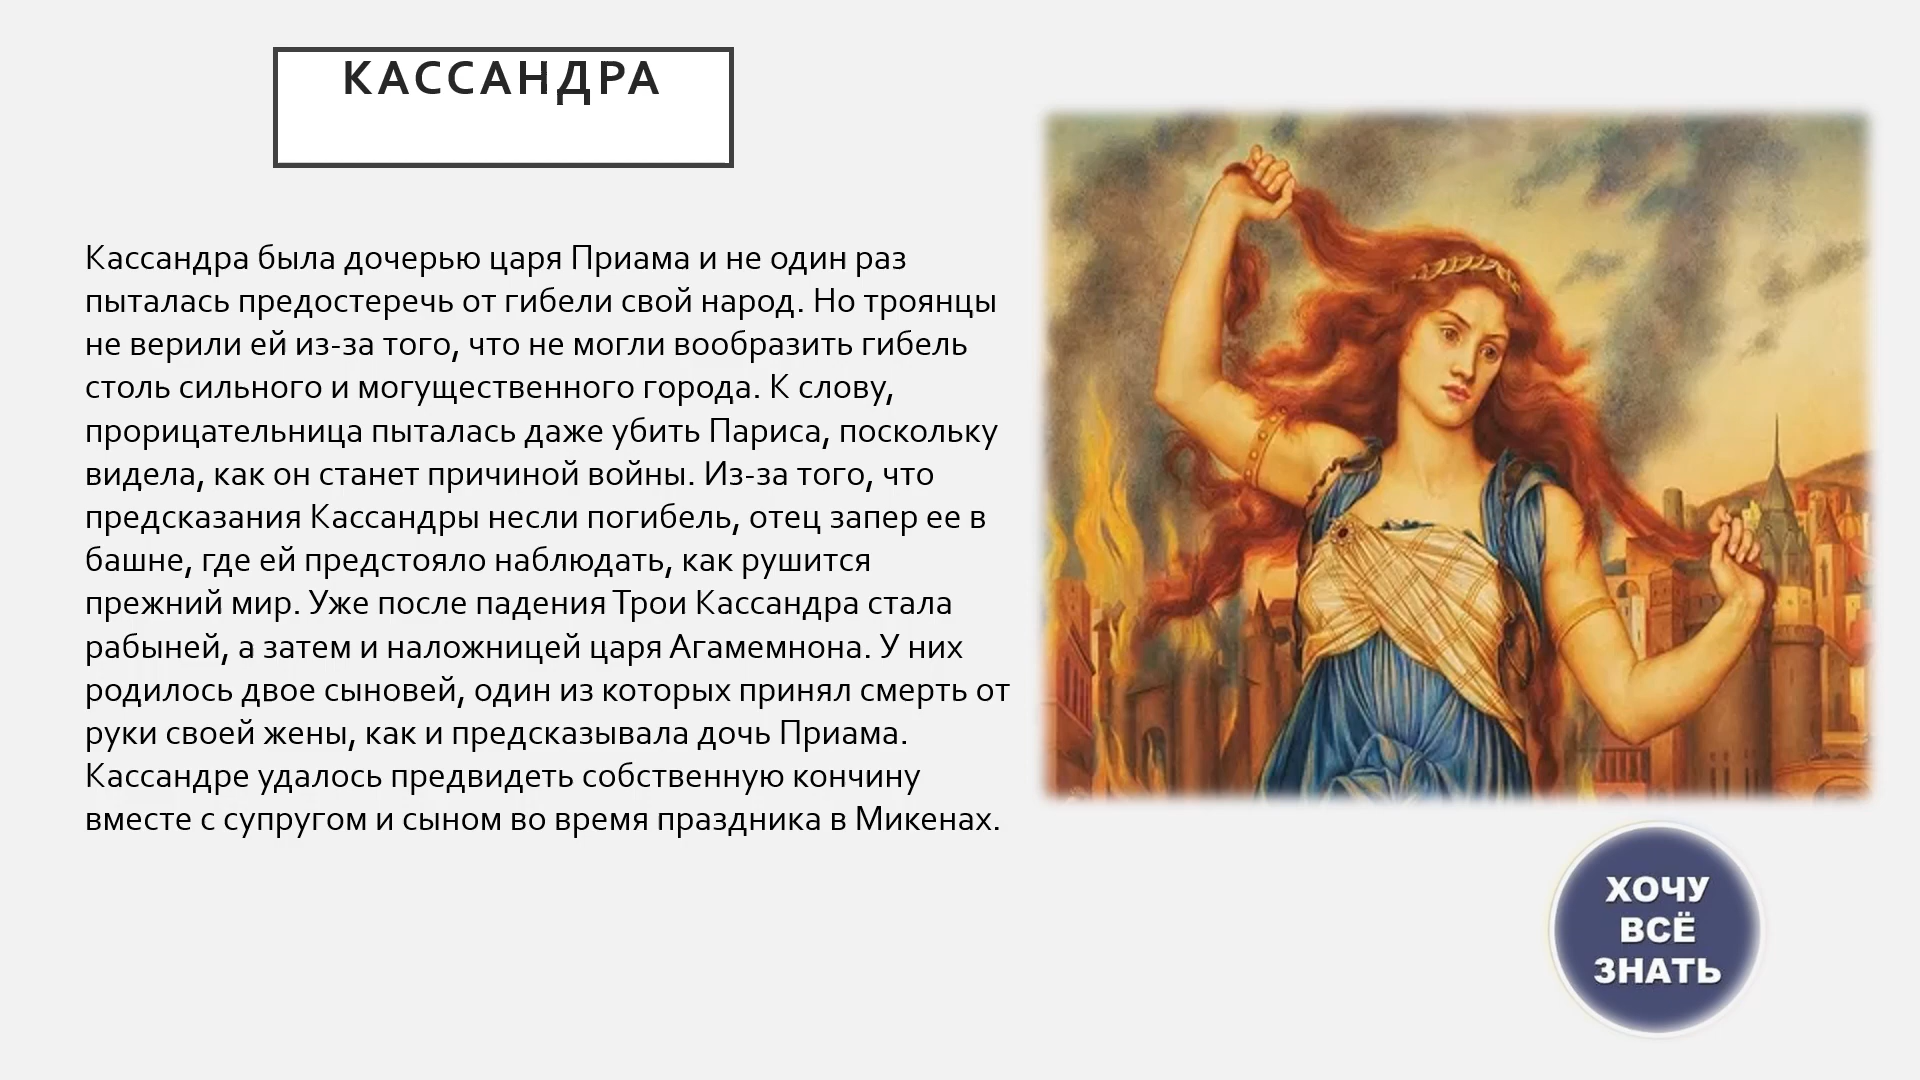 КАССАНДРА
Кассандра была дочерью царя Приама и не один раз
пыталась предостеречь от гибели свой народ. Но троянцы
не верили ей из-за того, что не могли вообразить гибель
столь сильного и могущественного города. К слову,
прорицательница пыталась даже убить Париса, поскольку
видела, как он станет причиной войны. Из-за того, что
предсказания Кассандры несли погибель, отец запер ее в
башне, где ей предстояло наблюдать, как рушится
прежний мир. Уже после падения Трои Кассандра стала
рабыней, а затем и наложницей царя Агамемнона. У них
родилось двое сыновей, один из которых принял смерть от
руки своей жены, как и предсказывала дочь Приама.
Кассандре удалось предвидеть собственную кончину
вместе с супругом и сыном во время праздника в Микенах.
ХОЧУ
ВСЁ
ЗНАТЬ